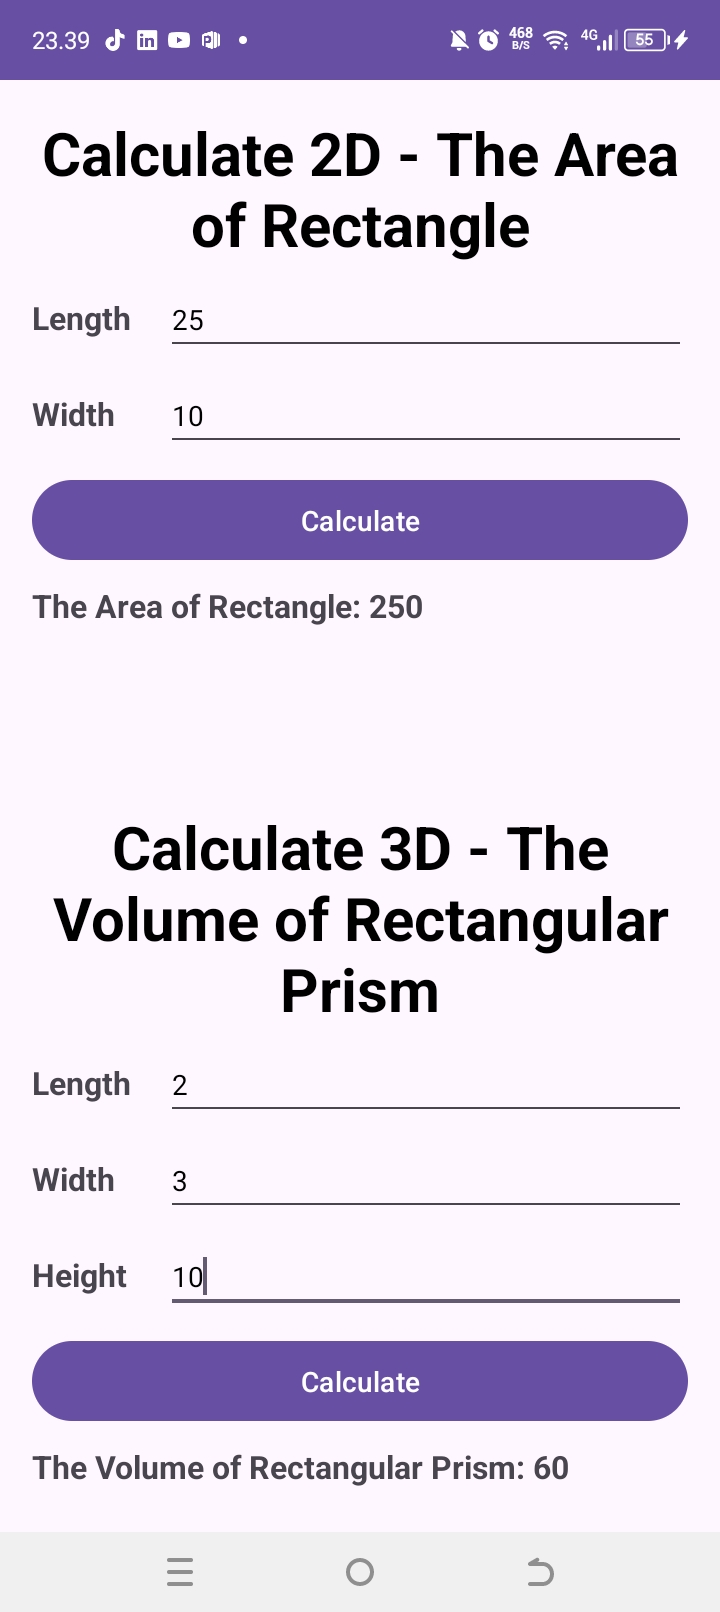 23.39 468 B/S 4G 55
Calculate 2D - The Area
of Rectangle
Length 25
Width 10
Calculate
The Area of Rectangle: 250
Calculate 3D - The
Volume of Rectangular
Prism
Length 2
Width 3
Height 10
Calculate
The Volume of Rectangular Prism: 60